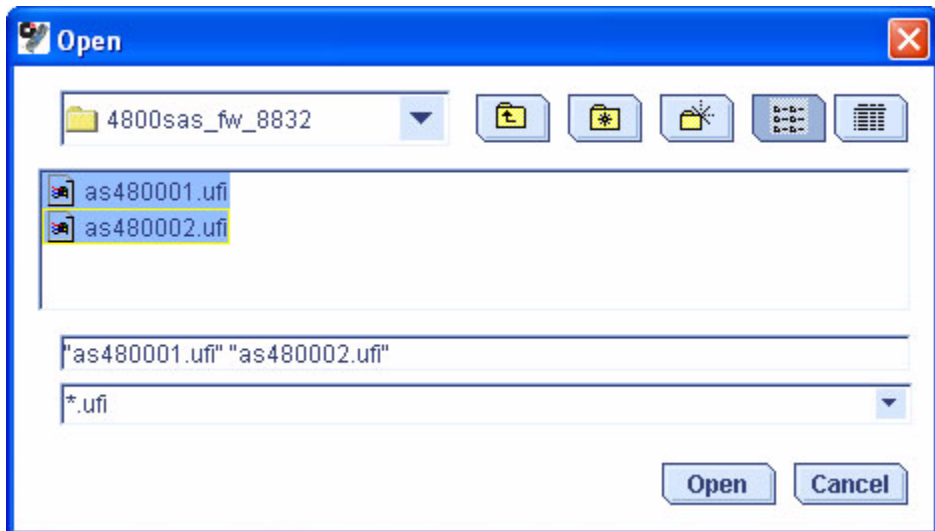 Open
4800sas_fw_8832
as480001.ufi
as480002.ufi
"as480001.ufi" "as480002.ufi"
*.ufi
Open Cancel